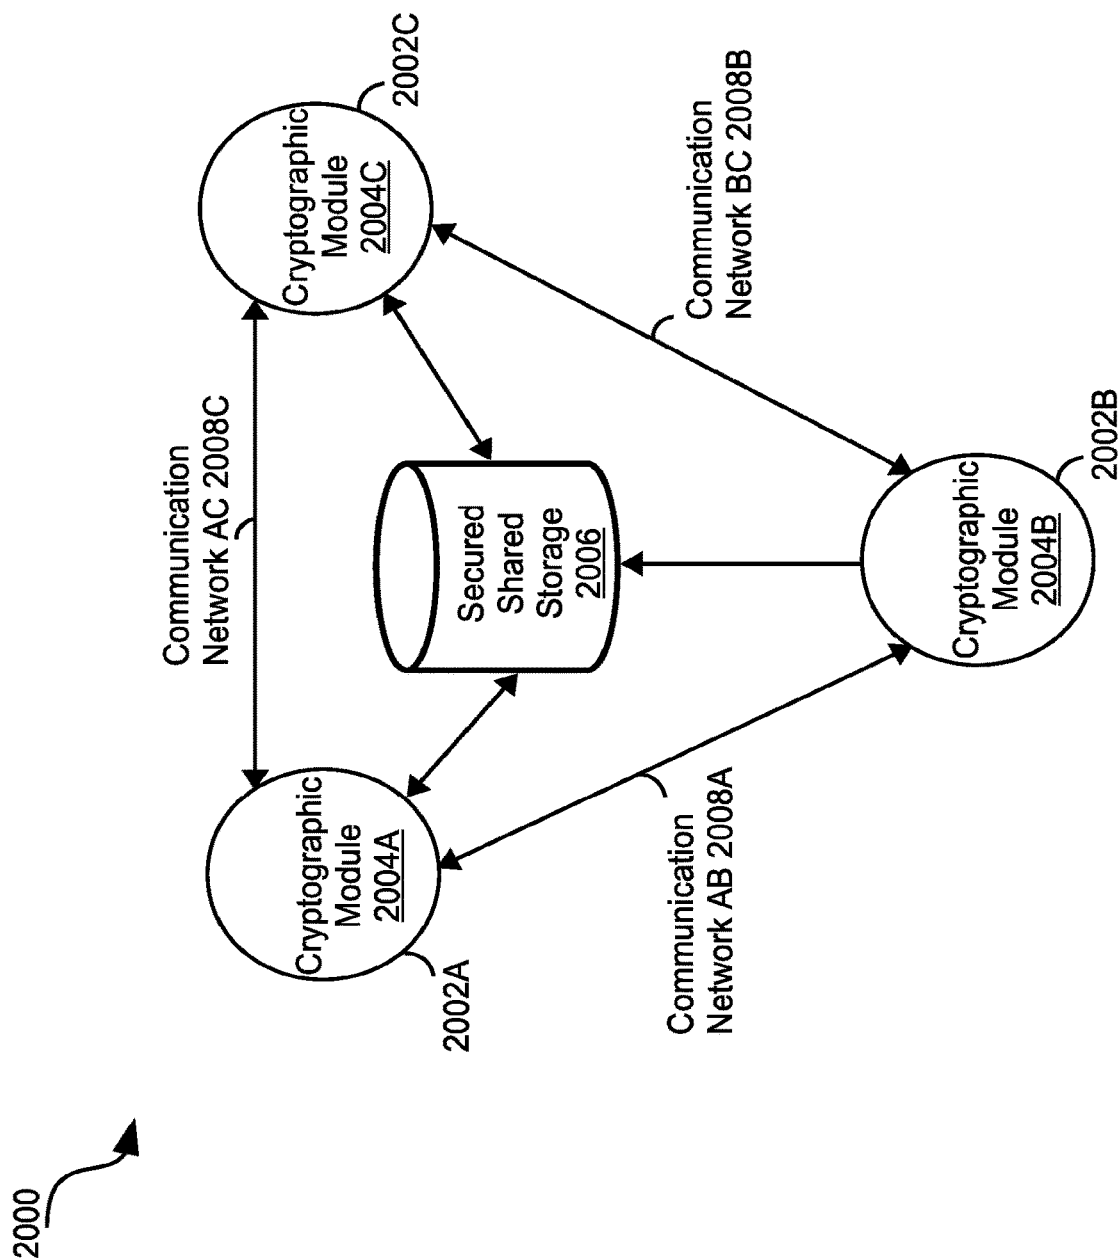 2000
Communication
Network AC 2008C
Cryptographic
Module
2004A
2002A
Cryptographic
Module
2004C
2002C
Secured
Shared
Storage
2006
Communication
Network AB 2008A
Communication
Network BC 2008B
Cryptographic
Module
2004B
2002B